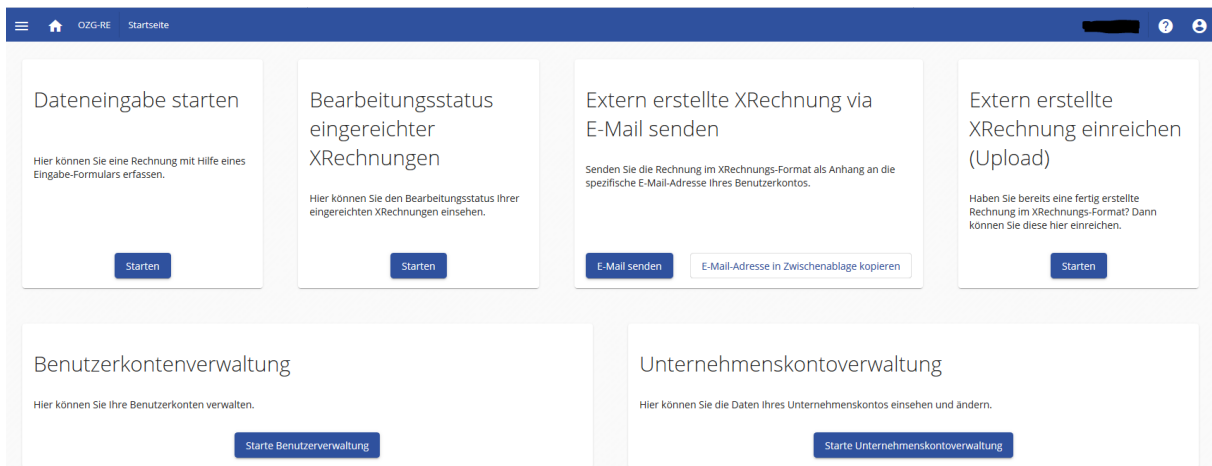 OZG-RE Startseite
Dateneingabe starten
Hier können Sie eine Rechnung mit Hilfe eines
Eingabe-Formulars erfassen.
Starten
Bearbeitungsstatus
eingereichter
XRechnungen
Hier können Sie den Bearbeitungsstatus Ihrer
eingereichten XRechnungen einsehen.
Starten
Extern erstellte XRechnung via
E-Mail senden
Senden Sie die Rechnung im XRechnungs-Format als Anhang an die
spezifische E-Mail-Adresse Ihres Benutzerkontos.
E-Mail senden
E-Mail-Adresse in Zwischenablage kopieren
Extern erstellte
XRechnung einreichen
(Upload)
Haben Sie bereits eine fertig erstellte
Rechnung im XRechnungs-Format? Dann
können Sie diese hier einreichen.
Starten
Benutzerkontenverwaltung
Hier können Sie Ihre Benutzerkonten verwalten.
Starte Benutzerverwaltung
Unternehmenskontoverwaltung
Hier können Sie die Daten Ihres Unternehmenskontos einsehen und ändern.
Starte Unternehmenskontoverwaltung